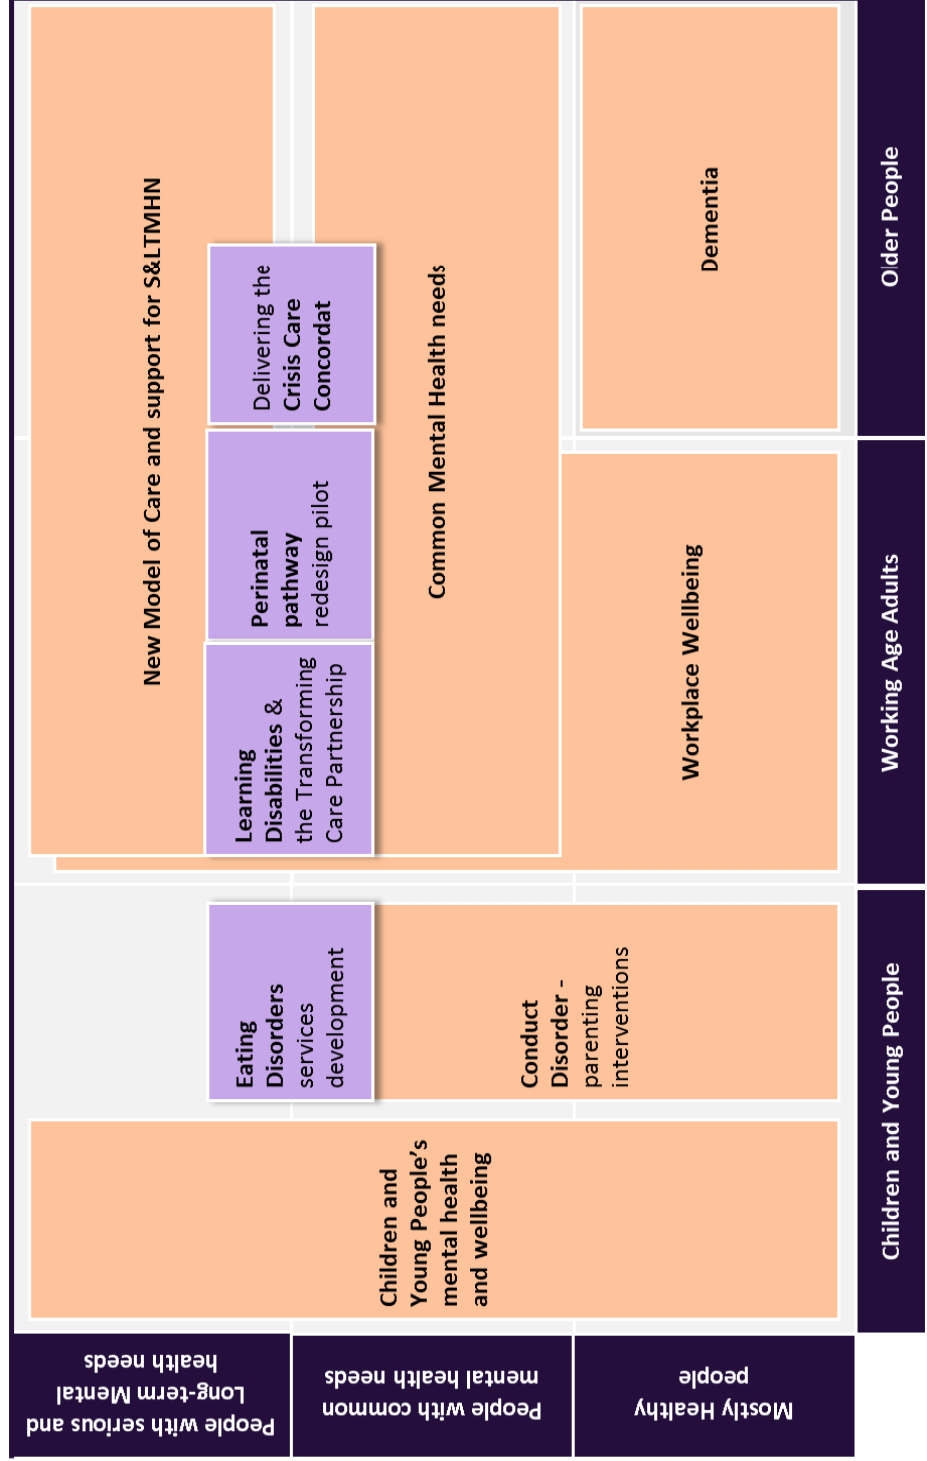 People with serious and
Long-term Mental
health needs
People with common
mental health needs
Mostly Healthy
people
New Model of Care and support for S&LTMHN
Children and
Young People’s
mental health
and wellbeing
Eating
Disorders
services
development
Conduct
Disorder -
parenting
interventions
Learning
Disabilities &
the Transforming
Care Partnership
Perinatal
pathway
redesign pilot
Delivering the
Crisis Care
Concordat
Common Mental Health needs
Workplace Wellbeing
Dementia
Children and Young People
Working Age Adults
Older People